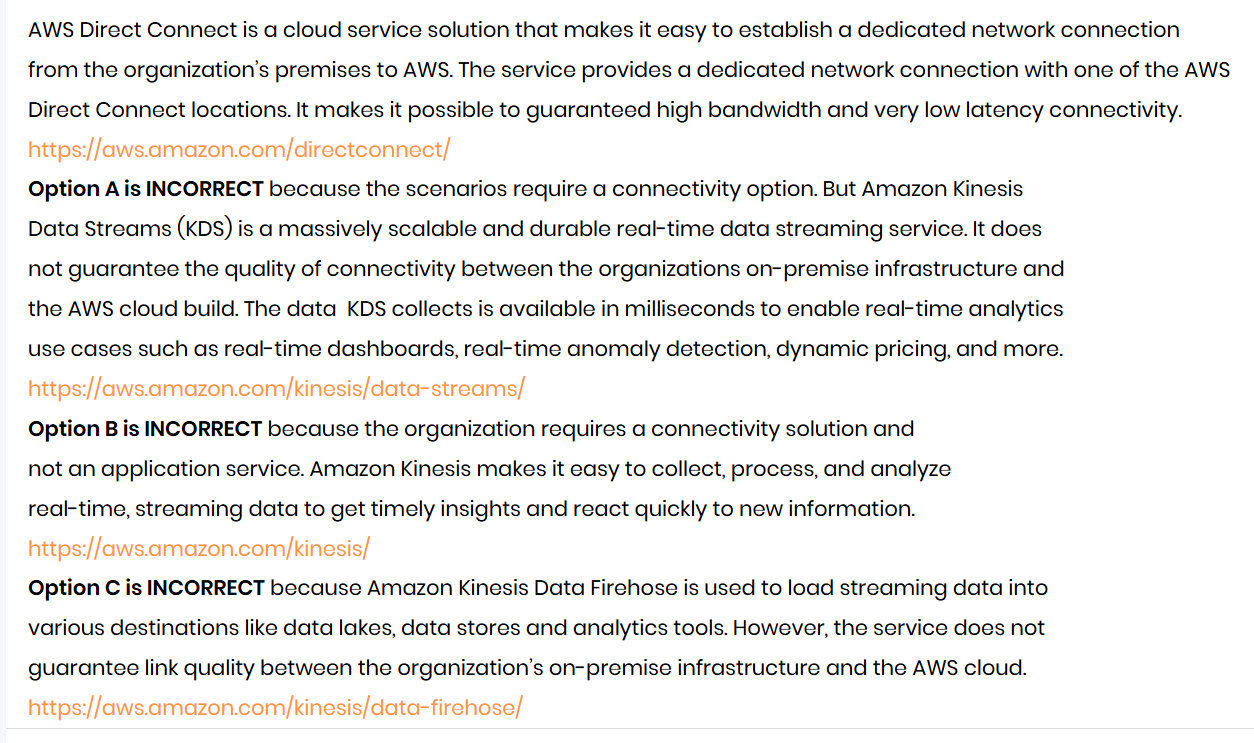 AWS Direct Connect is a cloud service solution that makes it easy to establish a dedicated network connection
from the organization's premises to AWS. The service provides a dedicated network connection with one of the AWS
Direct Connect locations. It makes it possible to guaranteed high bandwidth and very low latency connectivity.
https://aws.amazon.com/directconnect/
Option A is INCORRECT because the scenarios require a connectivity option. But Amazon Kinesis
Data Streams (KDS) is a massively scalable and durable real-time data streaming service. It does
not guarantee the quality of connectivity between the organizations on-premise infrastructure and
the AWS cloud build. The data  KDS collects is available in milliseconds to enable real-time analytics
use cases such as real-time dashboards, real-time anomaly detection, dynamic pricing, and more.
https://aws.amazon.com/kinesis/data-streams/
Option B is INCORRECT because the organization requires a connectivity solution and
not an application service. Amazon Kinesis makes it easy to collect, process, and analyze
real-time, streaming data to get timely insights and react quickly to new information.
https://aws.amazon.com/kinesis/
Option C is INCORRECT because Amazon Kinesis Data Firehose is used to load streaming data into
various destinations like data lakes, data stores and analytics tools. However, the service does not
guarantee link quality between the organization's on-premise infrastructure and the AWS cloud.
https://aws.amazon.com/kinesis/data-firehose/